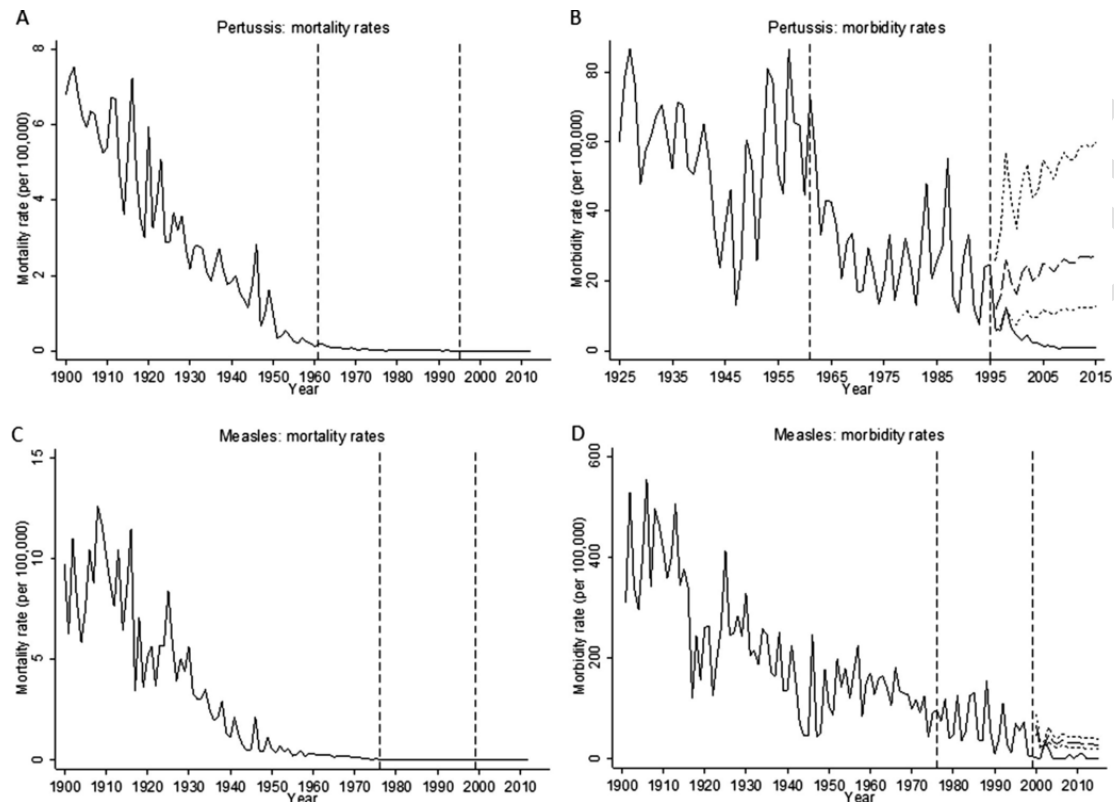 A
Pertussis: mortality rates
Mortality rate (per 100,000)
8
6
4
2
0
1900 1910 1920 1930 1940 1950 1960 1970 1980 1990 2000 2010
Year
B
Pertussis: morbidity rates
Morbidity rate (per 100,000)
80
60
40
20
0
1925 1935 1945 1955 1965 1975 1985 1995 2005 2015
Year
C
Measles: mortality rates
Mortality rate (per 100,000)
15
10
5
0
1900 1910 1920 1930 1940 1950 1960 1970 1980 1990 2000 2010
Year
D
Measles: morbidity rates
Morbidity rate (per 100,000)
600
400
200
0
1900 1910 1920 1930 1940 1950 1960 1970 1980 1990 2000 2010
Year